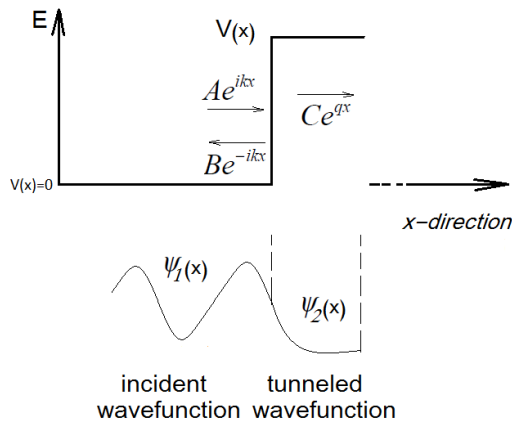 E
V(x)
Ae^{ikx}
Ce^{qx}
Be^{-ikx}
V(x)=0
x-direction
ψ₁(x)
ψ₂(x)
incident tunneled
wavefunction wavefunction